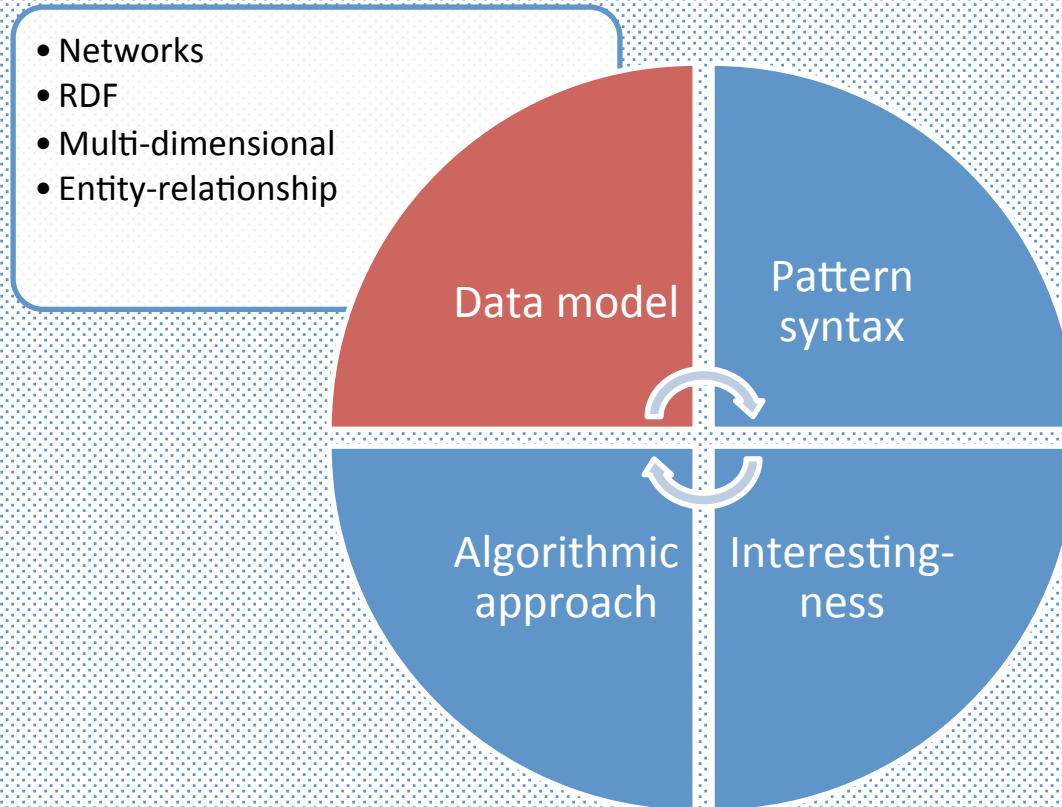 • Networks
• RDF
• Multi-dimensional
• Entity-relationship
Data model
Pattern
syntax
Algorithmic
approach
Interesting-
ness